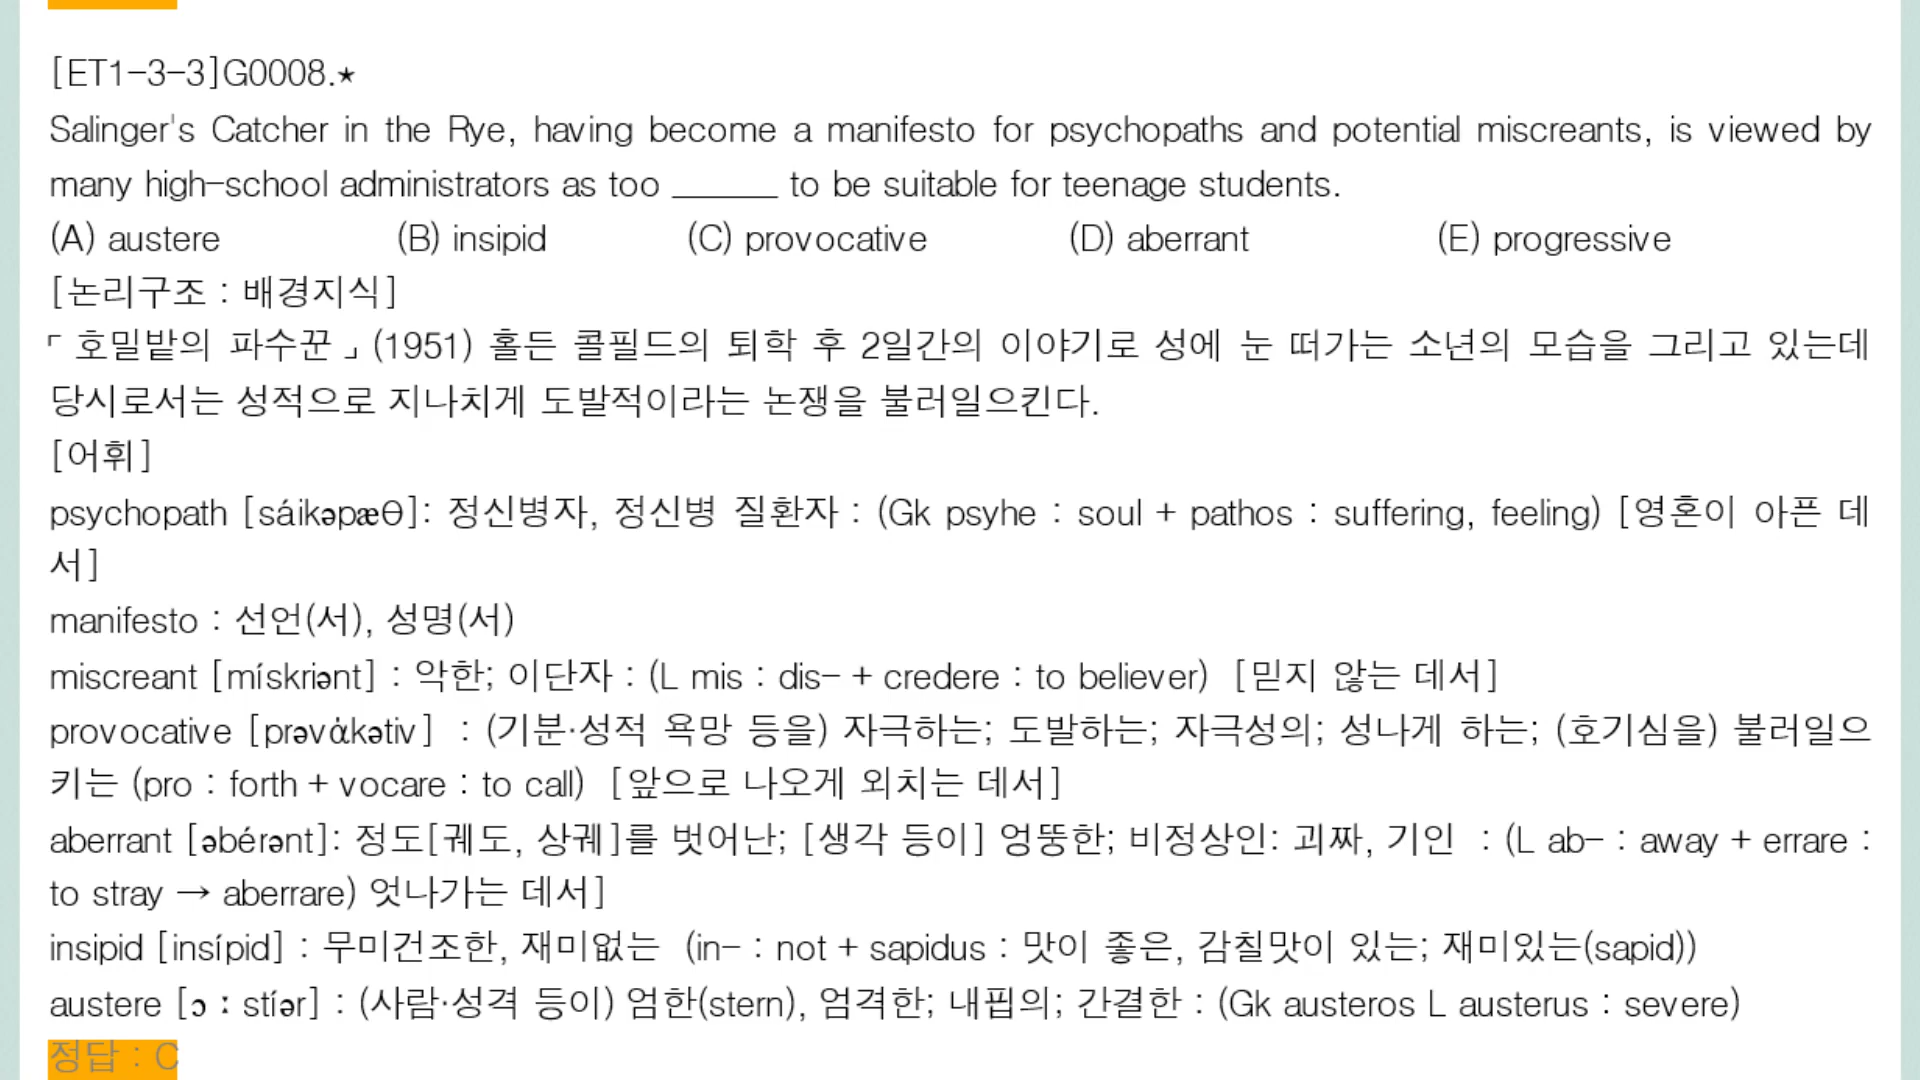 [ET1-3-3]G0008.⋆
Salinger's Catcher in the Rye, having become a manifesto for psychopaths and potential miscreants, is viewed by
many high-school administrators as too ______ to be suitable for teenage students.
(A) austere (B) insipid (C) provocative (D) aberrant (E) progressive
[논리구조 : 배경지식]
「 호밀밭의 파수꾼 」 (1951) 홀든 콜필드의 퇴학 후 2일간의 이야기로 성에 눈 떠가는 소년의 모습을 그리고 있는데
당시로서는 성적으로 지나치게 도발적이라는 논쟁을 불러일으킨다.
[어휘]
psychopath [sáikəpæΘ]: 정신병자, 정신병 질환자 : (Gk psyhe : soul + pathos : suffering, feeling) [영혼이 아픈 데
서]
manifesto : 선언(서), 성명(서)
miscreant [mískriənt] : 악한; 이단자 : (L mis : dis- + credere : to believer) [믿지 않는 데서]
provocative [prəvάkətiv] : (기분·성적 욕망 등을) 자극하는; 도발하는; 자극성의; 성나게 하는; (호기심을) 불러일으
키는 (pro : forth + vocare : to call) [앞으로 나오게 외치는 데서]
aberrant [əbérənt]: 정도[궤도, 상궤]를 벗어난; [생각 등이] 엉뚱한; 비정상인: 괴짜, 기인 : (L ab- : away + errare :
to stray → aberrare) 엇나가는 데서]
insipid [insípid] : 무미건조한, 재미없는 (in- : not + sapidus : 맛이 좋은, 감칠맛이 있는; 재미있는(sapid))
austere [ɔːstíər] : (사람·성격 등이) 엄한(stern), 엄격한; 내핍의; 간결한 : (Gk austeros L austerus : severe)
정답 : C